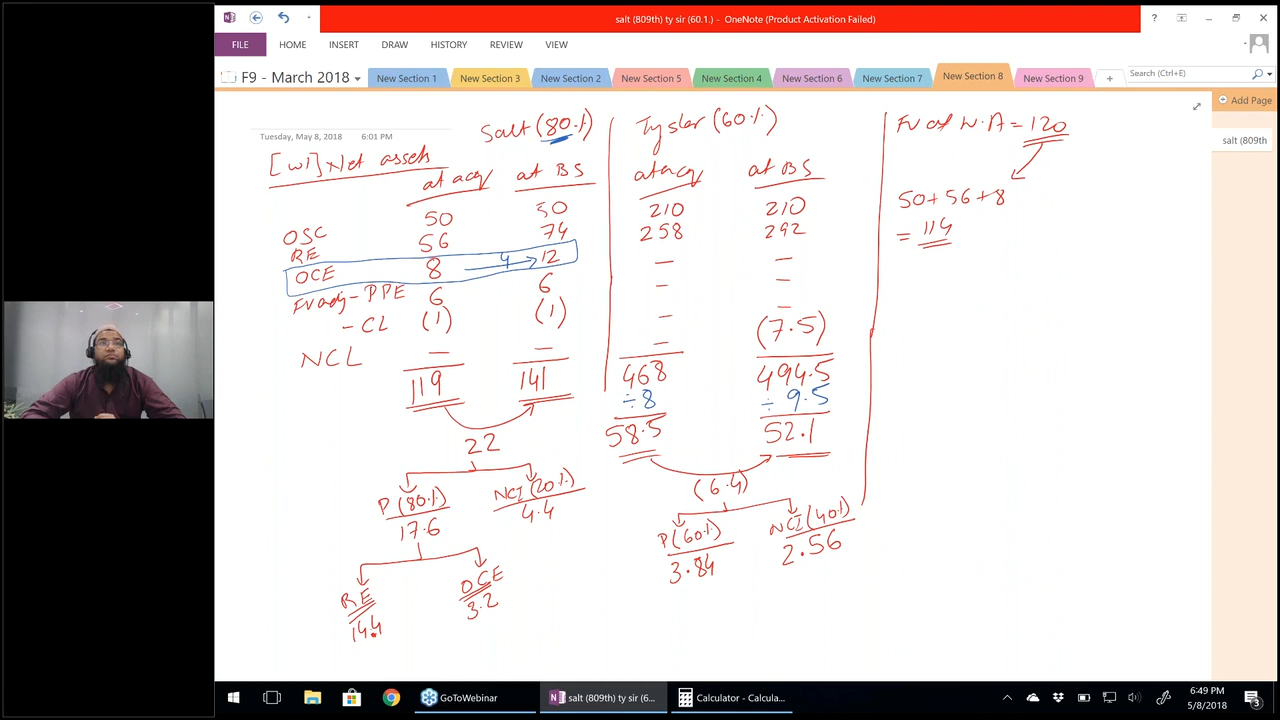 salt (809th) ty sir (60.1.) - OneNote (Product Activation Failed)
FILE HOME INSERT DRAW HISTORY REVIEW VIEW
F9 - March 2018
New Section 1 New Section 3 New Section 2 New Section 5 New Section 4 New Section 6 New Section 7 New Section 8 New Section 9
Search (Ctrl+E)
Add Page
salt (809th
Tuesday, May 8, 2018 6:01 PM
Salt (80%) Tyslar (60%) FV at N.A = 120
[W1] Net assets
at acq at BS at acq at BS
50 + 56 + 8
= 114
OSC 50 50 210 210
RE 56 74 258 292
OCE 8 4 12 – –
FV adj - PPE 6 6 – –
- CL (1) (1) – –
NCL – – – (7.5)
119 141 468 494.5
÷ 8 ÷ 9.5
58.5 52.1
22
(6.4)
P (80%) NCI (20%)
17.6 4.4
P (60%) NCI (40%)
3.84 2.56
RE OCE
14.4 3.2
GoToWebinar
salt (809th) ty sir (6...
Calculator - Calcula...
6:49 PM
5/8/2018
3